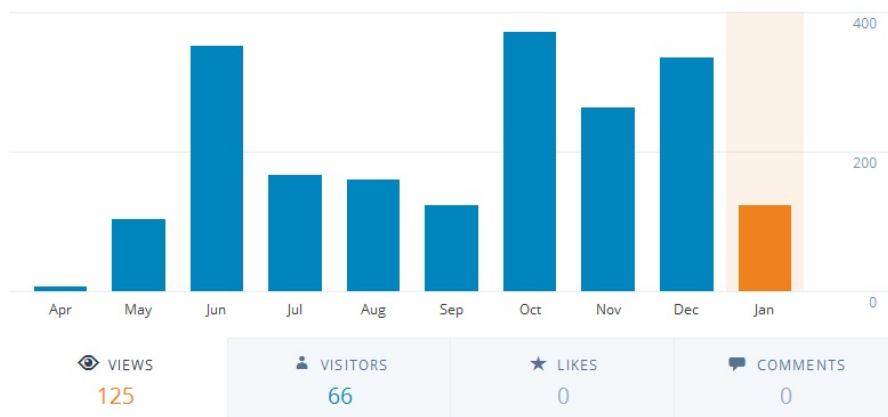 400
200
0
Apr May Jun Jul Aug Sep Oct Nov Dec Jan
VIEWS VISITORS LIKES COMMENTS
125 66 0 0